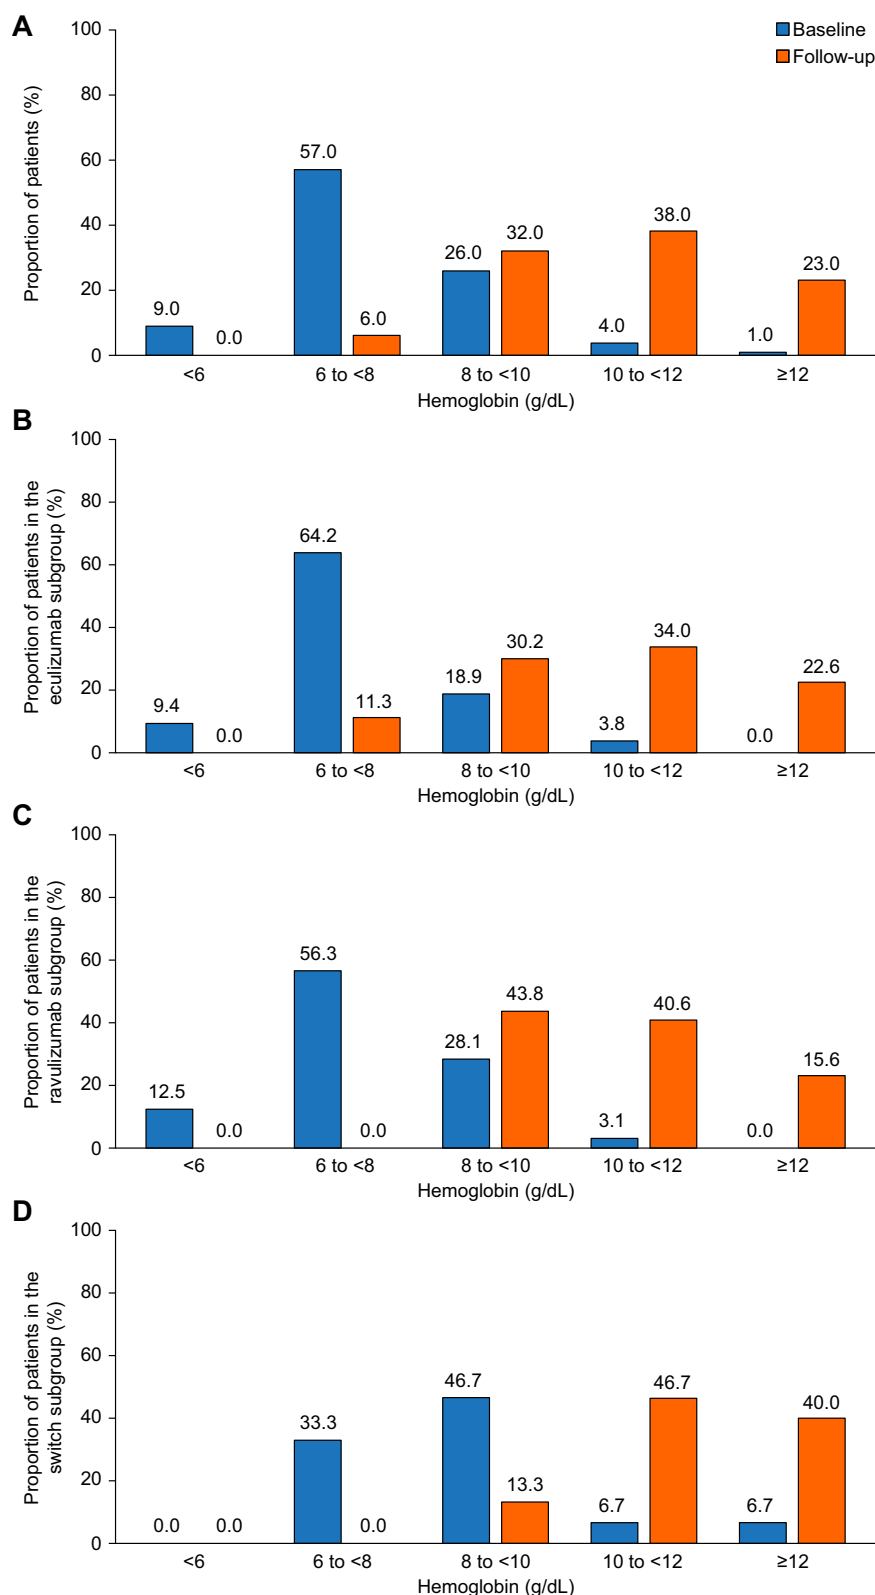 A
Baseline
Follow-up
Proportion of patients (%)
100
80
60
40
20
0
9.0
0.0
57.0
6.0
26.0
32.0
4.0
38.0
1.0
23.0
<6
6 to <8
8 to <10
10 to <12
≥12
Hemoglobin (g/dL)
B
Proportion of patients in the
eculizumab subgroup (%)
100
80
60
40
20
0
9.4
0.0
64.2
11.3
18.9
30.2
3.8
34.0
0.0
22.6
<6
6 to <8
8 to <10
10 to <12
≥12
Hemoglobin (g/dL)
C
Proportion of patients in the
ravulizumab subgroup (%)
100
80
60
40
20
0
12.5
0.0
56.3
0.0
28.1
43.8
3.1
40.6
0.0
15.6
<6
6 to <8
8 to <10
10 to <12
≥12
Hemoglobin (g/dL)
D
Proportion of patients in the
switch subgroup (%)
100
80
60
40
20
0
0.0
0.0
33.3
0.0
46.7
13.3
6.7
46.7
6.7
40.0
<6
6 to <8
8 to <10
10 to <12
≥12
Hemoglobin (g/dL)